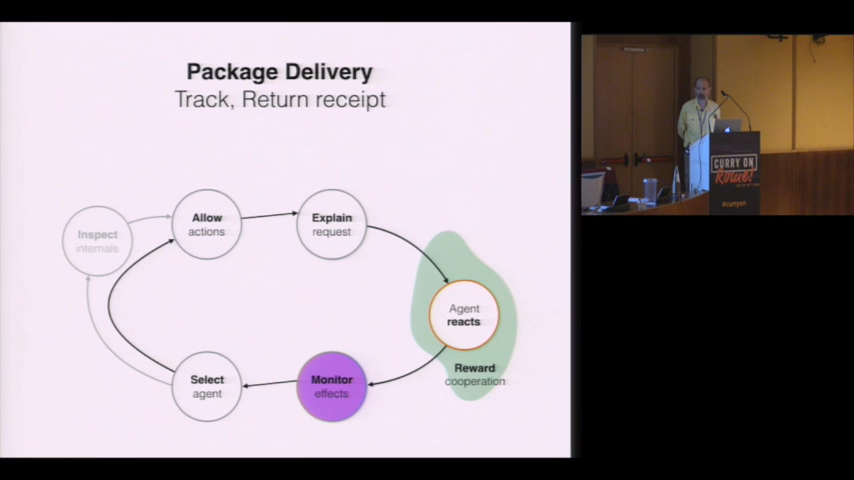 Package Delivery
Track, Return receipt
Inspect
internals
Allow
actions
Explain
request
Agent
reacts
Reward
cooperation
Select
agent
Monitor
effects
CURRY ON
Rome!
#curryon